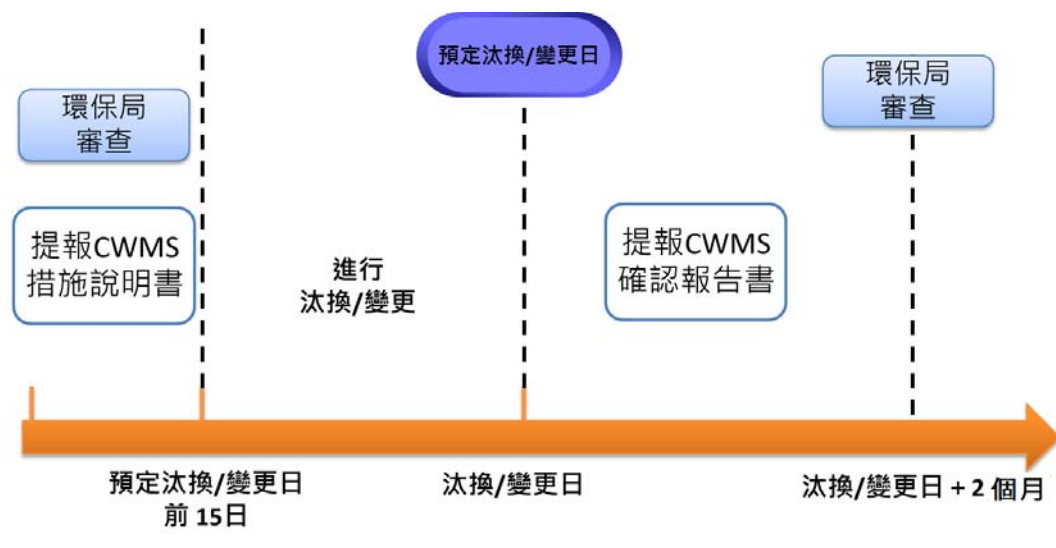 預定汰換/變更日
環保局
審查
環保局
審查
提報CWMS
措施說明書
進行
汰換/變更
提報CWMS
確認報告書
預定汰換/變更日
前 15日
汰換/變更日
汰換/變更日 + 2 個月